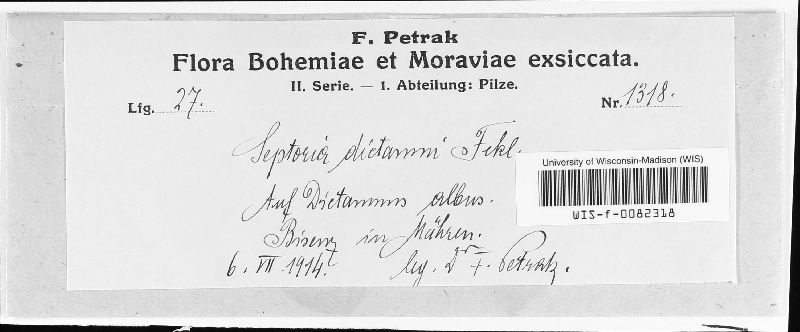 F. Petrak
Flora Bohemiae et Moraviae exsiccata.
II. Serie. — 1. Abteilung: Pilze.
Lfg. 27.
Nr. 1318.
Septoria dictamni Fckl.
Auf Dictamnus albus.
Bisenz in Mähren.
6. VII. 1914. leg. Dr F. Petrak.
University of Wisconsin-Madison (WIS)
WIS-f-0082318